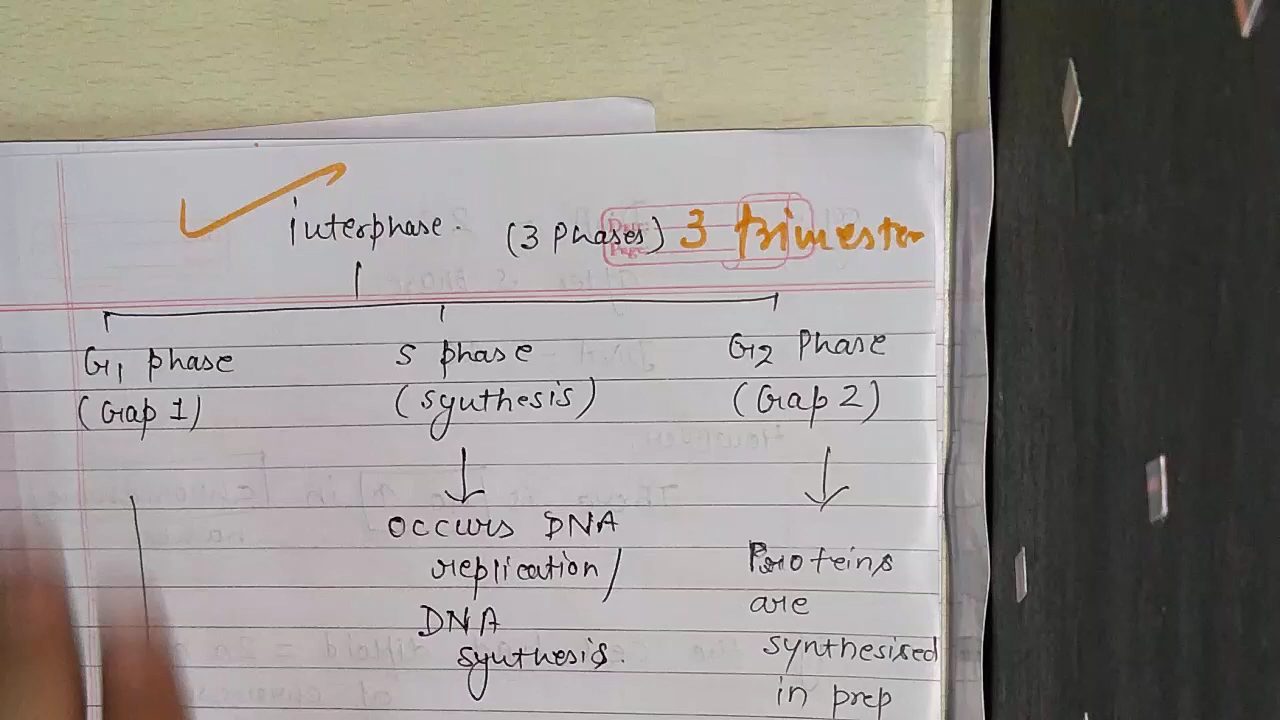 interphase. (3 Phases) 3 trimester
G1 phase S phase G2 Phase
(Gap 1) (synthesis) (Gap 2)
Occurs DNA
replication/
DNA
synthesis.
Proteins
are
synthesised
in prep